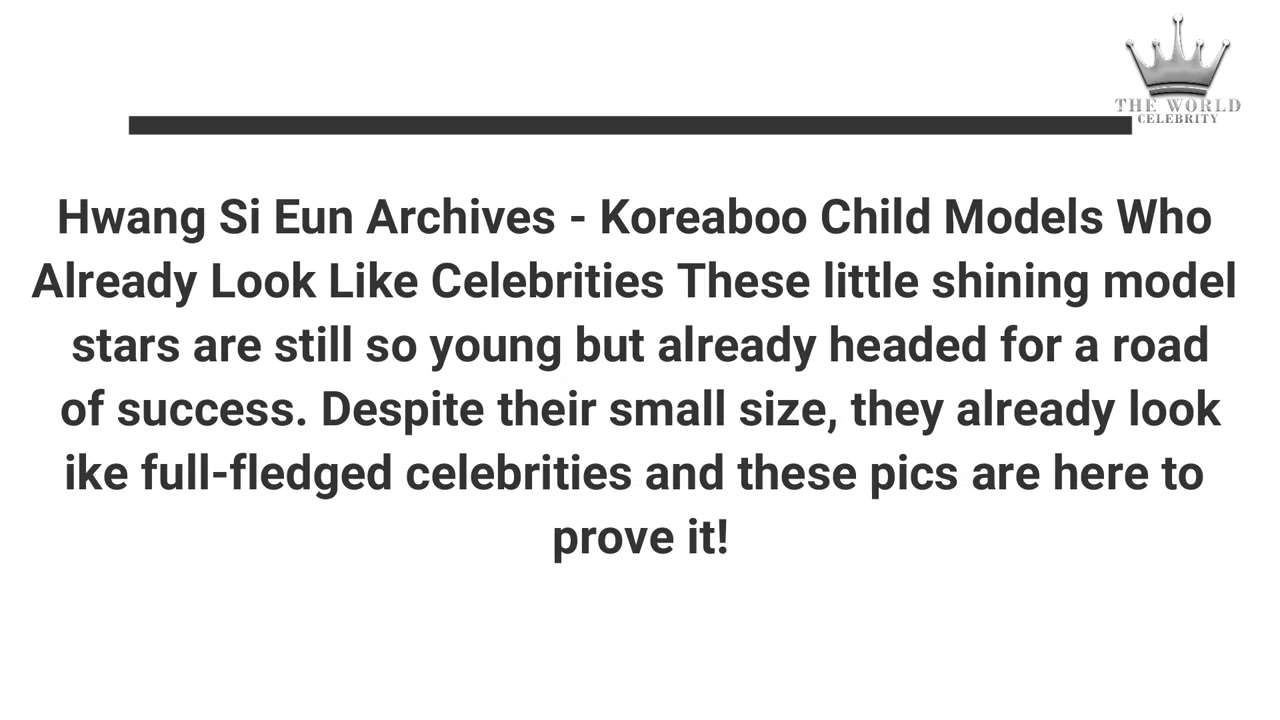 THE WORLD
CELEBRITY
Hwang Si Eun Archives - Koreaboo Child Models Who
Already Look Like Celebrities These little shining model
stars are still so young but already headed for a road
of success. Despite their small size, they already look
ike full-fledged celebrities and these pics are here to
prove it!